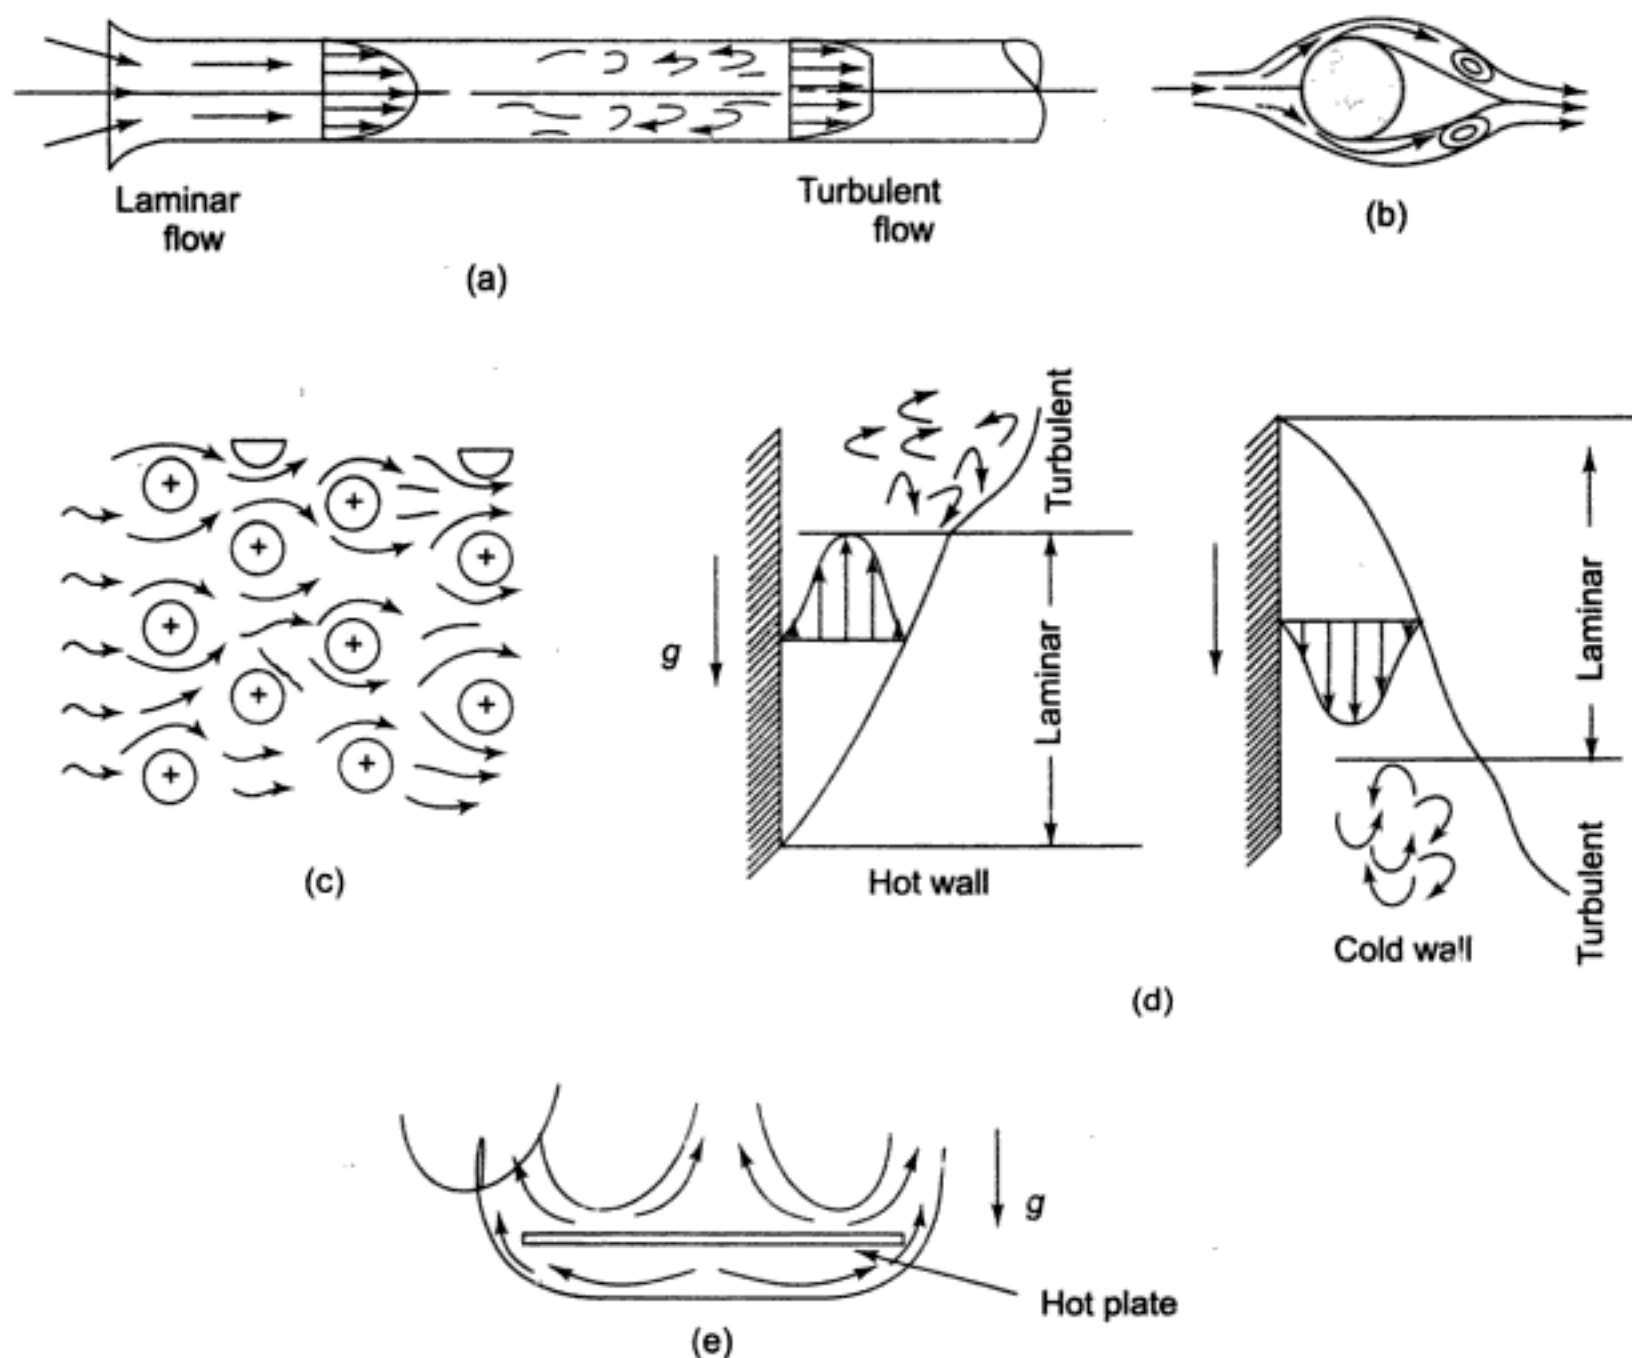 Laminar
flow
Turbulent
flow
(a)
(b)
+
+
+
+
+
+
+
+
+
+
(c)
g
Turbulent
Laminar
Hot wall
Laminar
Turbulent
Cold wall
(d)
g
Hot plate
(e)